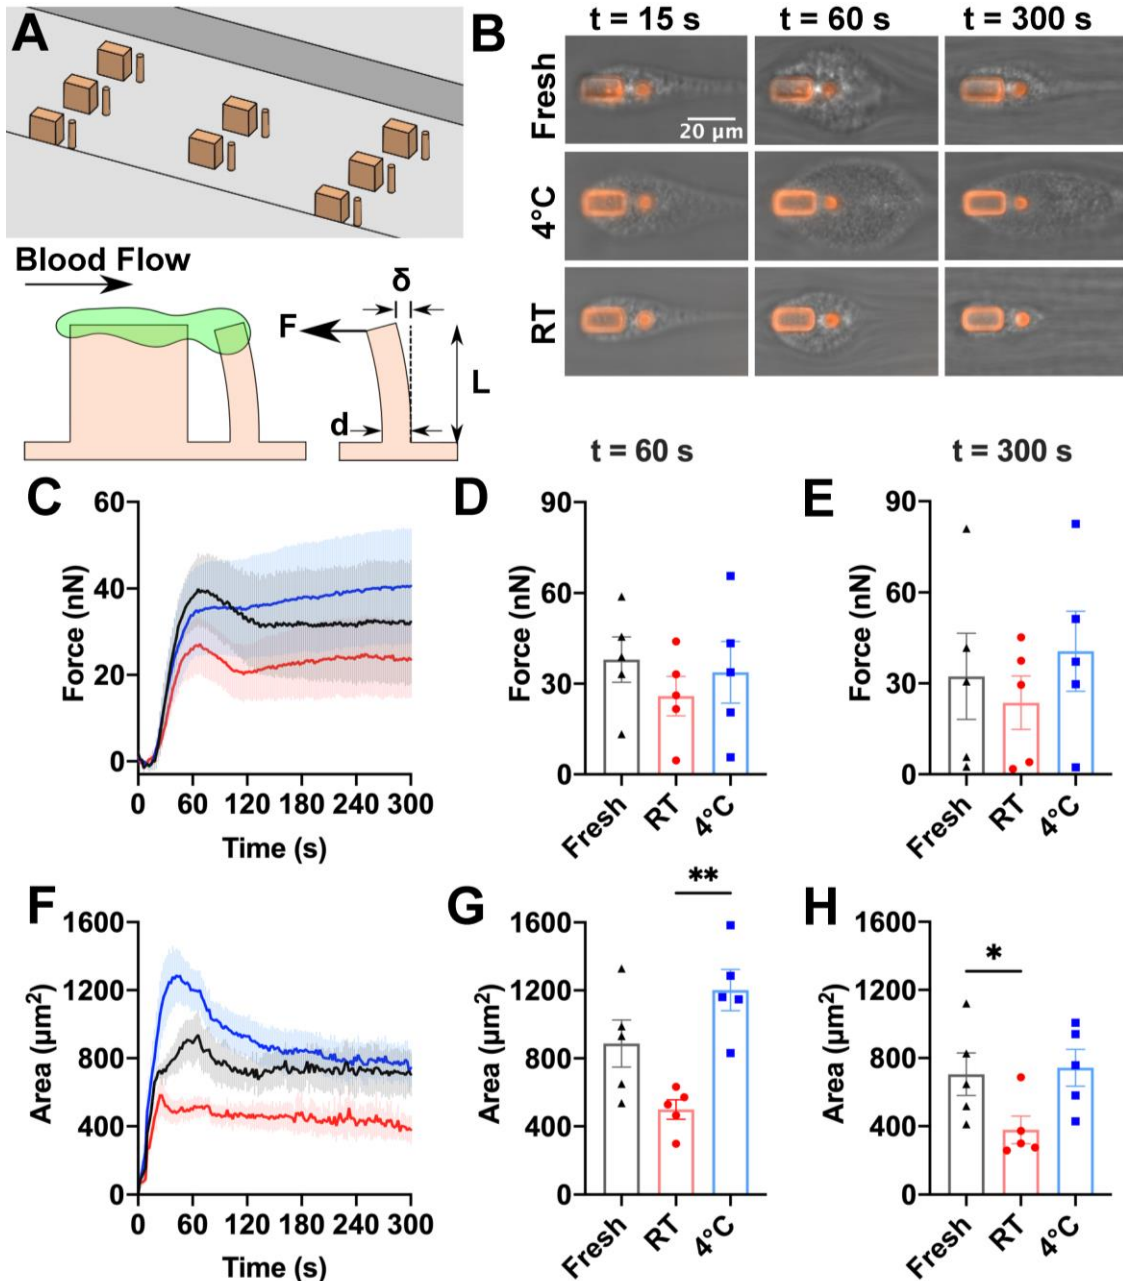 A
Blood Flow
F
δ
L
d
B
t = 15 s
t = 60 s
t = 300 s
Fresh
20 µm
4°C
RT
t = 60 s
t = 300 s
C
Force (nN)
60
40
20
0
0 60 120 180 240 300
Time (s)
D
Force (nN)
90
60
30
0
Fresh
RT
4°C
E
Force (nN)
90
60
30
0
Fresh
RT
4°C
F
Area (µm²)
1600
1200
800
400
0
0 60 120 180 240 300
Time (s)
G
Area (µm²)
1600
1200
800
400
0
**
Fresh
RT
4°C
H
Area (µm²)
1600
1200
800
400
0
*
Fresh
RT
4°C